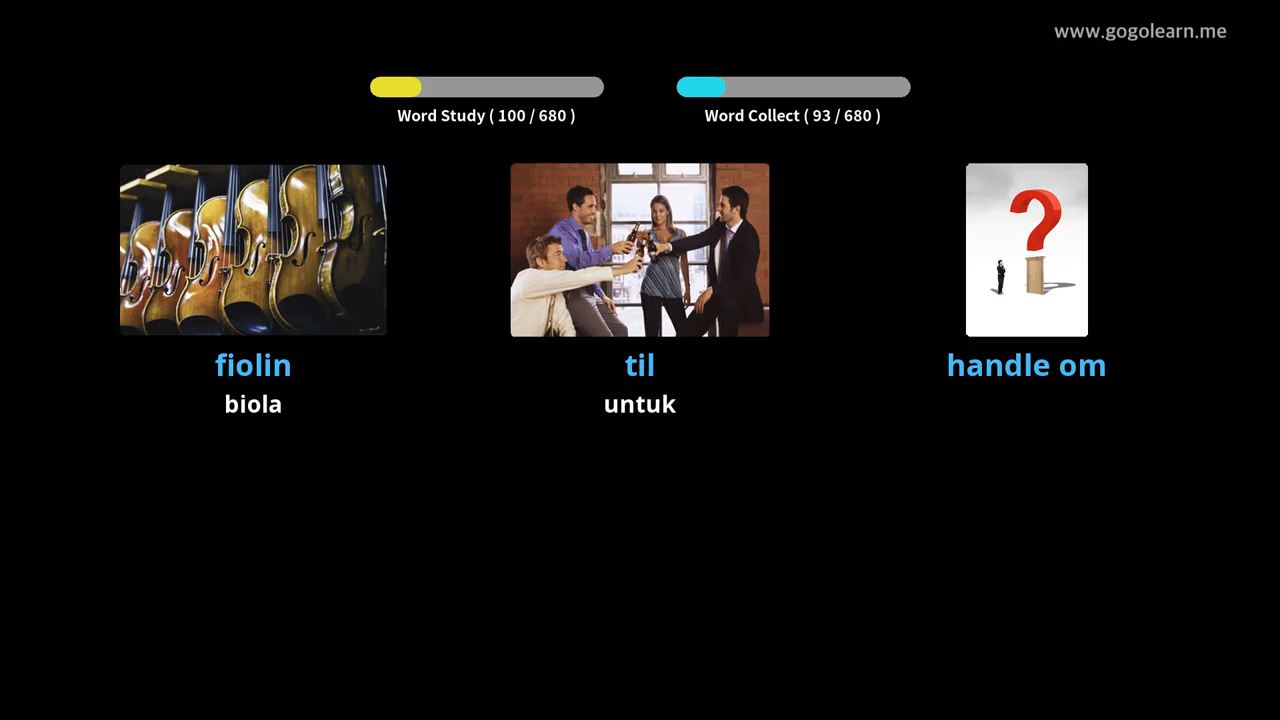 www.gogolearn.me
Word Study ( 100 / 680 )
Word Collect ( 93 / 680 )
fiolin
til
handle om
biola
untuk